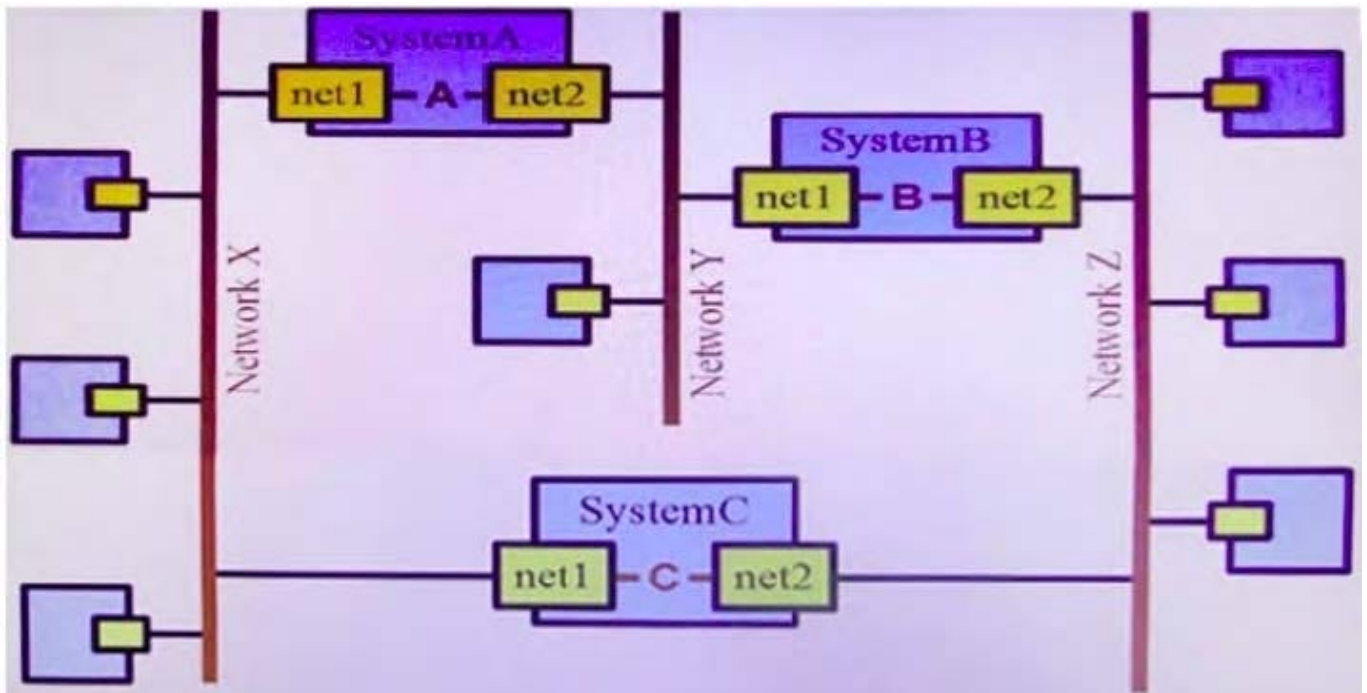 SystemA
net1
A
net2
SystemB
net1
B
net2
Network X
Network Y
Network Z
SystemC
net1
C
net2